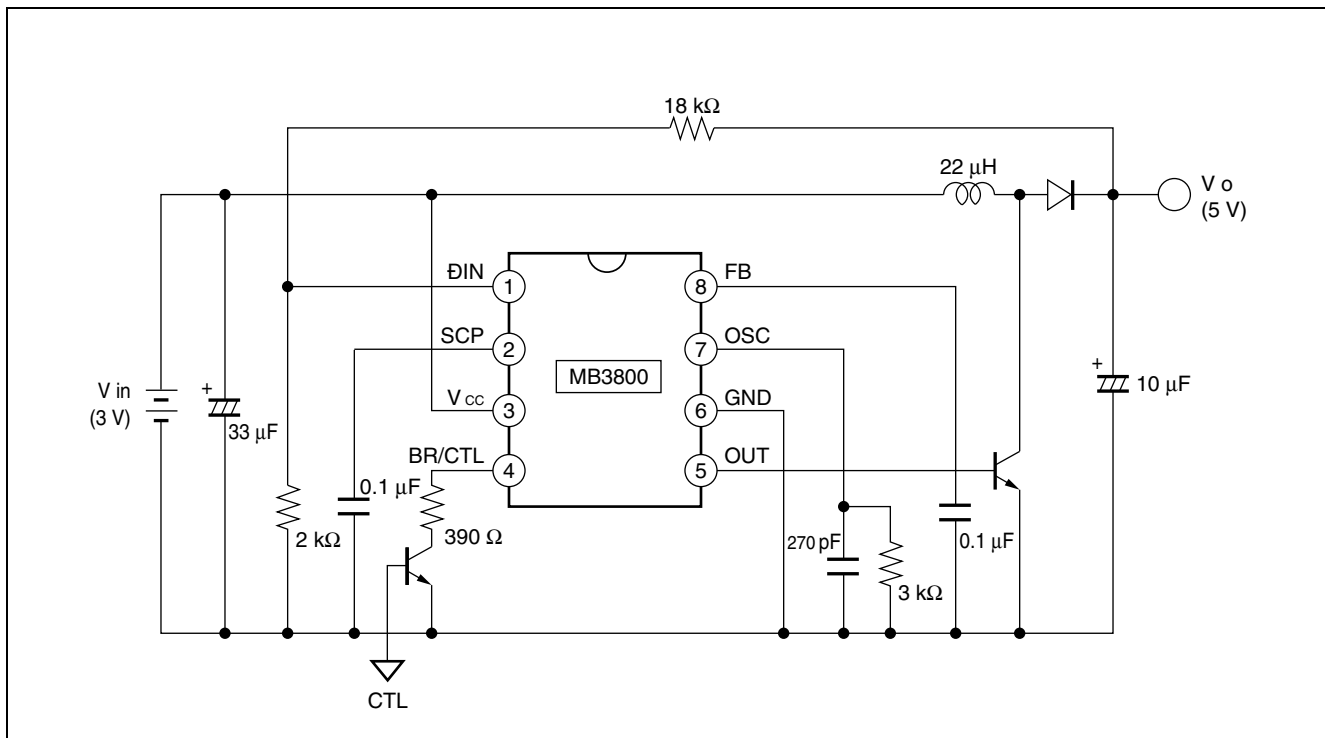 18 kΩ
22 µH
V o
(5 V)
ÐIN
1
8
FB
SCP
2
7
OSC
MB3800
V in
(3 V)
+
33 µF
VCC
3
6
GND
+
10 µF
BR/CTL
4
5
OUT
0.1 µF
2 kΩ
390 Ω
270 pF
3 kΩ
0.1 µF
CTL